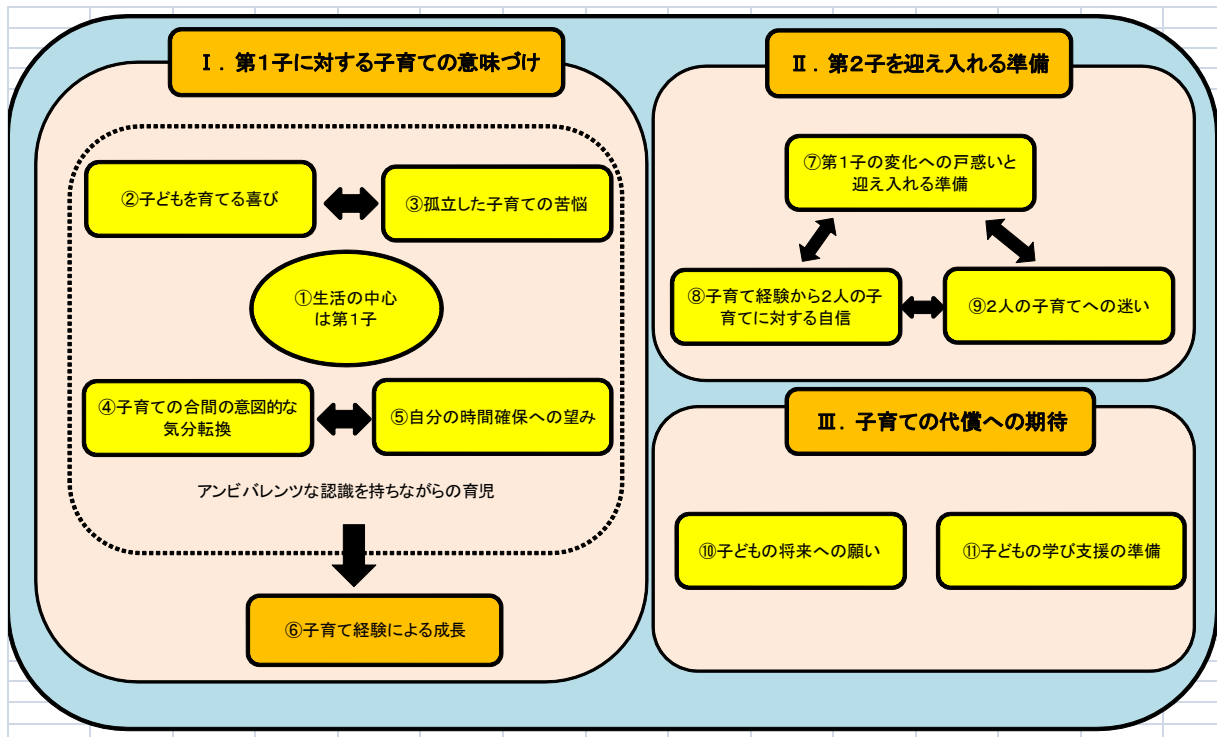 Ⅰ．第1子に対する子育ての意味づけ
②子どもを育てる喜び
③孤立した子育ての苦悩
①生活の中心
は第1子
④子育ての合間の意図的な
気分転換
⑤自分の時間確保への望み
アンビバレンツな認識を持ちながらの育児
⑥子育て経験による成長
Ⅱ．第2子を迎え入れる準備
⑦第1子の変化への戸惑いと
迎え入れる準備
⑧子育て経験から2人の子
育てに対する自信
⑨2人の子育てへの迷い
Ⅲ．子育ての代償への期待
⑩子どもの将来への願い
⑪子どもの学び支援の準備